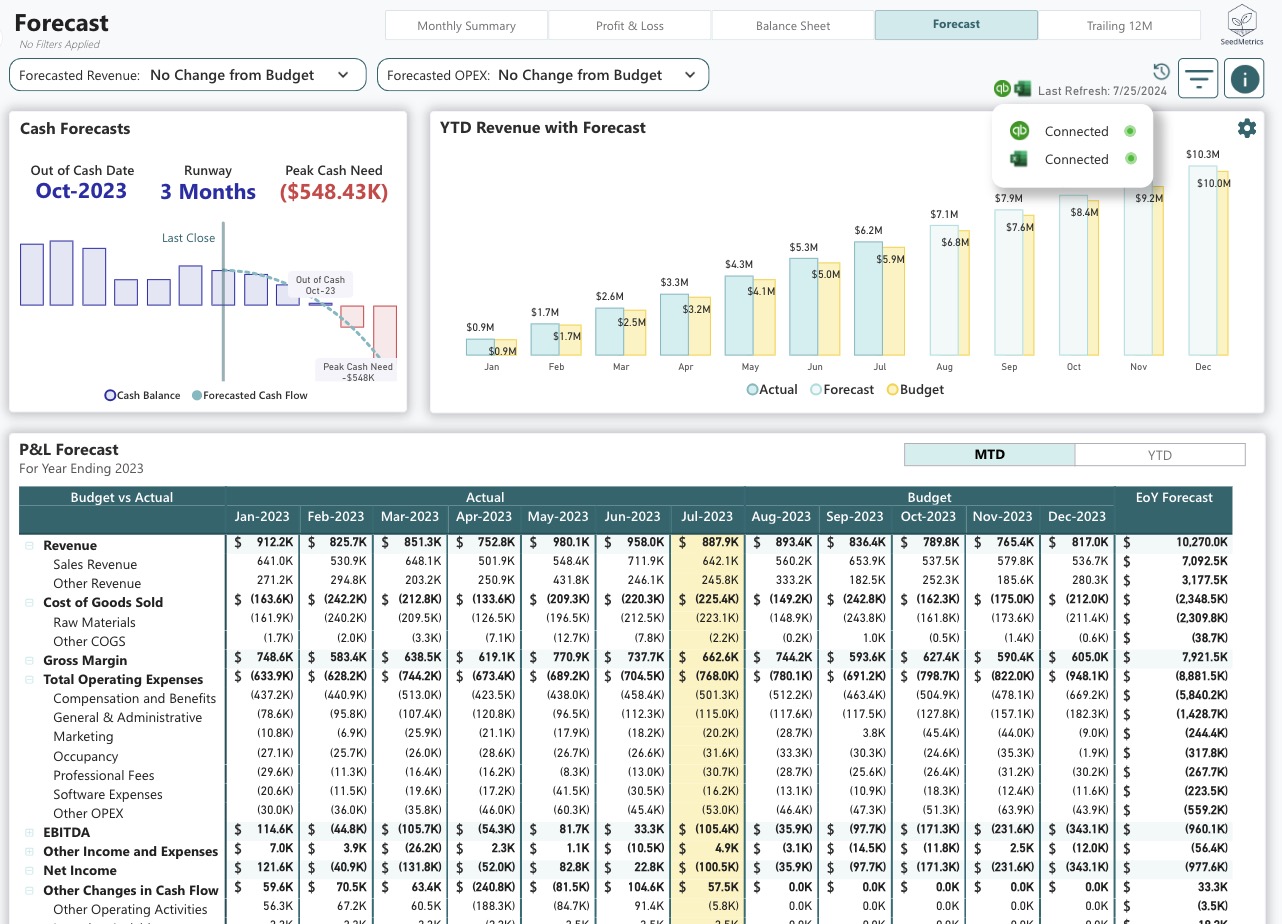 Forecast
No Filters Applied
Monthly Summary
Profit & Loss
Balance Sheet
Forecast
Trailing 12M
SeedMetrics
Forecasted Revenue: No Change from Budget
Forecasted OPEX: No Change from Budget
qb
Last Refresh: 7/25/2024
i
qb Connected
Connected
Cash Forecasts
Out of Cash Date
Runway
Peak Cash Need
Oct-2023
3 Months
($548.43K)
Last Close
Out of Cash
Oct-23
Peak Cash Need
-$548K
Cash Balance
Forecasted Cash Flow
YTD Revenue with Forecast
$0.9M
$0.9M
$1.7M
$1.7M
$2.6M
$2.5M
$3.3M
$3.2M
$4.3M
$4.1M
$5.3M
$5.0M
$6.2M
$5.9M
$7.1M
$6.8M
$7.9M
$7.6M
$8.4M
$9.2M
$10.3M
$10.0M
Jan Feb Mar Apr May Jun Jul Aug Sep Oct Nov Dec
Actual Forecast Budget
P&L Forecast
For Year Ending 2023
MTD
YTD
Budget vs Actual Actual Budget EoY Forecast
Jan-2023 Feb-2023 Mar-2023 Apr-2023 May-2023 Jun-2023 Jul-2023 Aug-2023 Sep-2023 Oct-2023 Nov-2023 Dec-2023
Revenue $ 912.2K $ 825.7K $ 851.3K $ 752.8K $ 980.1K $ 958.0K $ 887.9K $ 893.4K $ 836.4K $ 789.8K $ 765.4K $ 817.0K $ 10,270.0K
Sales Revenue 641.0K 530.9K 648.1K 501.9K 548.4K 711.9K 642.1K 560.2K 653.9K 537.5K 579.8K 536.7K $ 7,092.5K
Other Revenue 271.2K 294.8K 203.2K 250.9K 431.8K 246.1K 245.8K 333.2K 182.5K 252.3K 185.6K 280.3K $ 3,177.5K
Cost of Goods Sold $ (163.6K) $ (242.2K) $ (212.8K) $ (133.6K) $ (209.3K) $ (220.3K) $ (225.4K) $ (149.2K) $ (242.8K) $ (162.3K) $ (175.0K) $ (212.0K) $ (2,348.5K)
Raw Materials (161.9K) (240.2K) (209.5K) (126.5K) (196.5K) (212.5K) (223.1K) (148.9K) (243.8K) (161.8K) (173.6K) (211.4K) $ (2,309.8K)
Other COGS (1.7K) (2.0K) (3.3K) (7.1K) (12.7K) (7.8K) (2.2K) (0.2K) 1.0K (0.5K) (1.4K) (0.6K) $ (38.7K)
Gross Margin $ 748.6K $ 583.4K $ 638.5K $ 619.1K $ 770.9K $ 737.7K $ 662.6K $ 744.2K $ 593.6K $ 627.4K $ 590.4K $ 605.0K $ 7,921.5K
Total Operating Expenses $ (633.9K) $ (628.2K) $ (744.2K) $ (673.4K) $ (689.2K) $ (704.5K) $ (768.0K) $ (780.1K) $ (691.2K) $ (798.7K) $ (822.0K) $ (948.1K) $ (8,881.5K)
Compensation and Benefits (437.2K) (440.9K) (513.0K) (423.5K) (438.0K) (458.4K) (501.3K) (512.2K) (463.4K) (504.9K) (478.1K) (669.2K) $ (5,840.2K)
General & Administrative (78.6K) (95.8K) (107.4K) (120.8K) (96.5K) (112.3K) (115.0K) (117.6K) (117.5K) (127.8K) (157.1K) (182.3K) $ (1,428.7K)
Marketing (10.8K) (6.9K) (25.9K) (21.1K) (17.9K) (18.2K) (20.2K) (28.7K) 3.8K (45.4K) (44.0K) (9.0K) $ (244.4K)
Occupancy (27.1K) (25.7K) (26.0K) (28.6K) (26.7K) (26.6K) (31.6K) (33.3K) (30.3K) (24.6K) (35.3K) (1.9K) $ (317.8K)
Professional Fees (29.6K) (11.3K) (16.4K) (16.2K) (8.3K) (13.0K) (30.7K) (28.7K) (25.6K) (26.4K) (31.2K) (30.2K) $ (267.7K)
Software Expenses (20.6K) (11.5K) (19.6K) (17.2K) (41.5K) (30.5K) (16.2K) (13.1K) (10.9K) (18.3K) (12.4K) (11.6K) $ (223.5K)
Other OPEX (30.0K) (36.0K) (35.8K) (46.0K) (60.3K) (45.4K) (53.0K) (46.4K) (47.3K) (51.3K) (63.9K) (43.9K) $ (559.2K)
EBITDA $ 114.6K $ (44.8K) $ (105.7K) $ (54.3K) $ 81.7K $ 33.3K $ (105.4K) $ (35.9K) $ (97.7K) $ (171.3K) $ (231.6K) $ (343.1K) $ (960.1K)
Other Income and Expenses $ 7.0K $ 3.9K $ (26.2K) $ 2.3K $ 1.1K $ (10.5K) $ 4.9K $ (3.1K) $ (14.5K) $ (11.8K) $ 2.5K $ (12.0K) $ (56.4K)
Net Income $ 121.6K $ (40.9K) $ (131.8K) $ (52.0K) $ 82.8K $ 22.8K $ (100.5K) $ (35.9K) $ (97.7K) $ (171.3K) $ (231.6K) $ (343.1K) $ (977.6K)
Other Changes in Cash Flow $ 59.6K $ 70.5K $ 63.4K $ (240.8K) $ (81.5K) $ 104.6K $ 57.5K $ 0.0K $ 0.0K $ 0.0K $ 0.0K $ 0.0K $ 33.3K
Other Operating Activities 56.3K 67.2K 60.5K (188.3K) (84.7K) 91.4K (5.8K) 0.0K 0.0K 0.0K 0.0K 0.0K $ (3.5K)